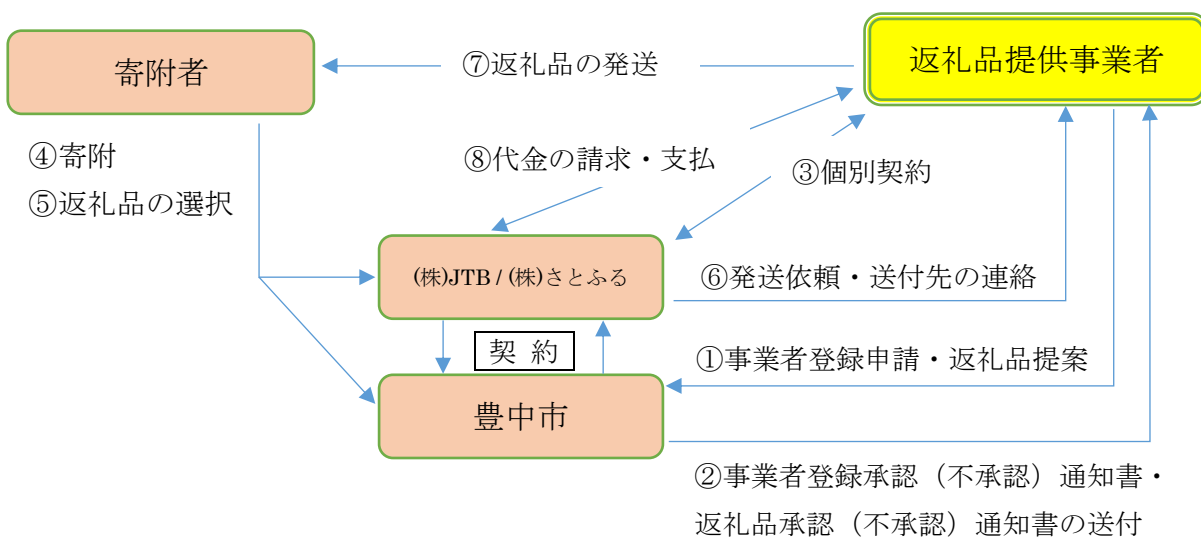 寄附者
⑦返礼品の発送
返礼品提供事業者
④寄附
⑤返礼品の選択
⑧代金の請求・支払
③個別契約
(株)JTB / (株)さとふる
⑥発送依頼・送付先の連絡
契 約
①事業者登録申請・返礼品提案
豊中市
②事業者登録承認（不承認）通知書・
返礼品承認（不承認）通知書の送付